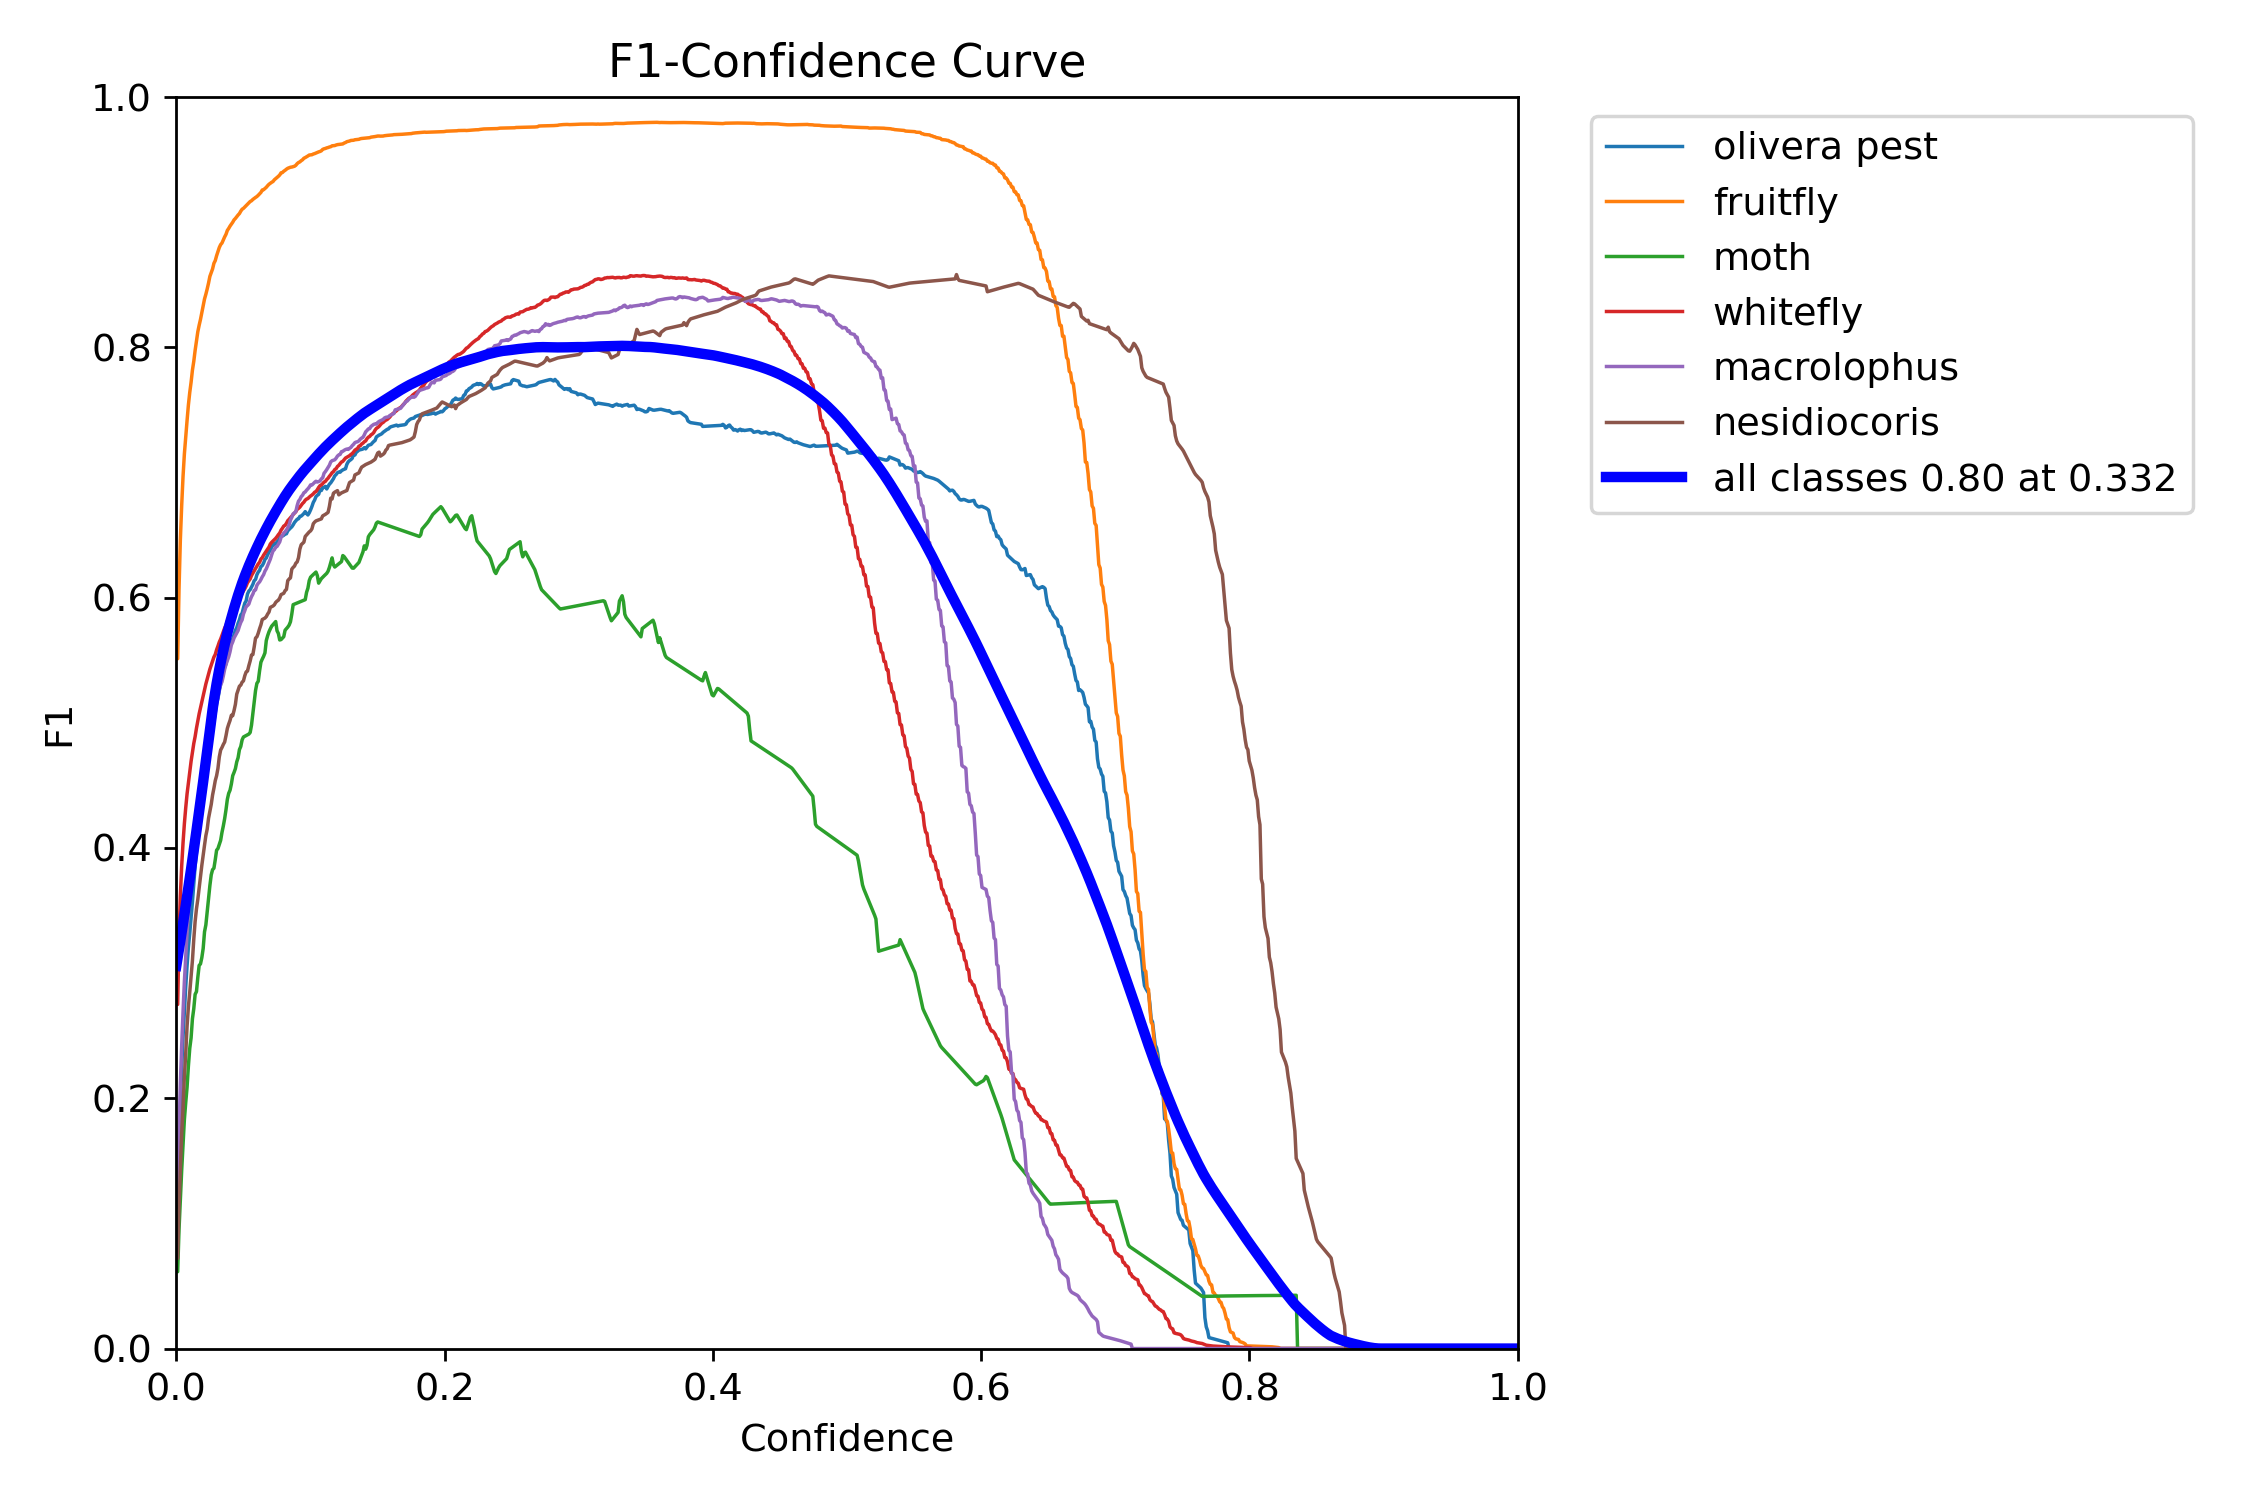 F1-Confidence Curve
1.0
0.8
0.6
0.4
0.2
0.0
F1
0.0 0.2 0.4 0.6 0.8 1.0
Confidence
olivera pest
fruitfly
moth
whitefly
macrolophus
nesidiocoris
all classes 0.80 at 0.332